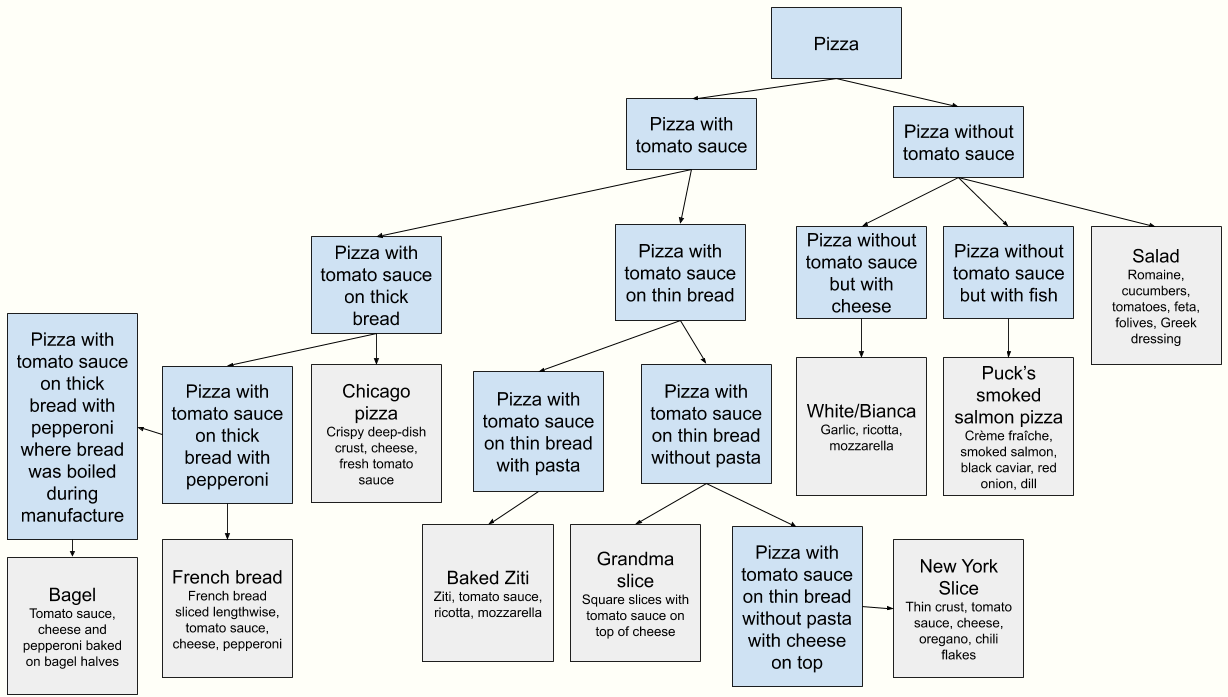 Pizza
Pizza with
tomato sauce
Pizza without
tomato sauce
Pizza with
tomato sauce
on thick
bread
Pizza with
tomato sauce
on thin bread
Pizza without
tomato sauce
but with
cheese
Pizza without
tomato sauce
but with fish
Salad
Romaine,
cucumbers,
tomatoes, feta,
folives, Greek
dressing
Pizza with
tomato sauce
on thick
bread with
pepperoni
where bread
was boiled
during
manufacture
Pizza with
tomato sauce
on thick
bread with
pepperoni
Chicago
pizza
Crispy deep-dish
crust, cheese,
fresh tomato
sauce
Pizza with
tomato sauce
on thin bread
with pasta
Pizza with
tomato sauce
on thin bread
without pasta
White/Bianca
Garlic, ricotta,
mozzarella
Puck’s
smoked
salmon pizza
Crème fraîche,
smoked salmon,
black caviar, red
onion, dill
Bagel
Tomato sauce,
cheese and
pepperoni baked
on bagel halves
French bread
French bread
sliced lengthwise,
tomato sauce,
cheese, pepperoni
Baked Ziti
Ziti, tomato sauce,
ricotta, mozzarella
Grandma
slice
Square slices with
tomato sauce on
top of cheese
Pizza with
tomato sauce
on thin bread
without pasta
with cheese
on top
New York
Slice
Thin crust, tomato
sauce, cheese,
oregano, chili
flakes